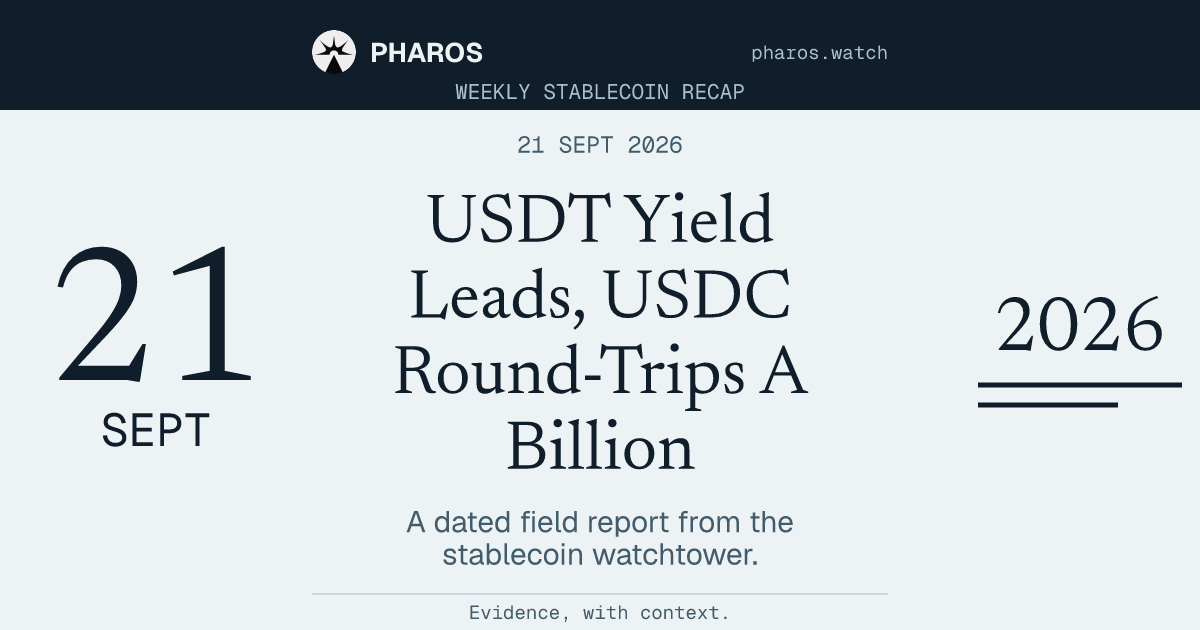 PHAROS
pharos.watch
WEEKLY STABLECOIN RECAP
21 SEPT 2026
USDT Yield
Leads, USDC
Round-Trips A
Billion
21
SEPT
2026
A dated field report from the
stablecoin watchtower.
Evidence, with context.